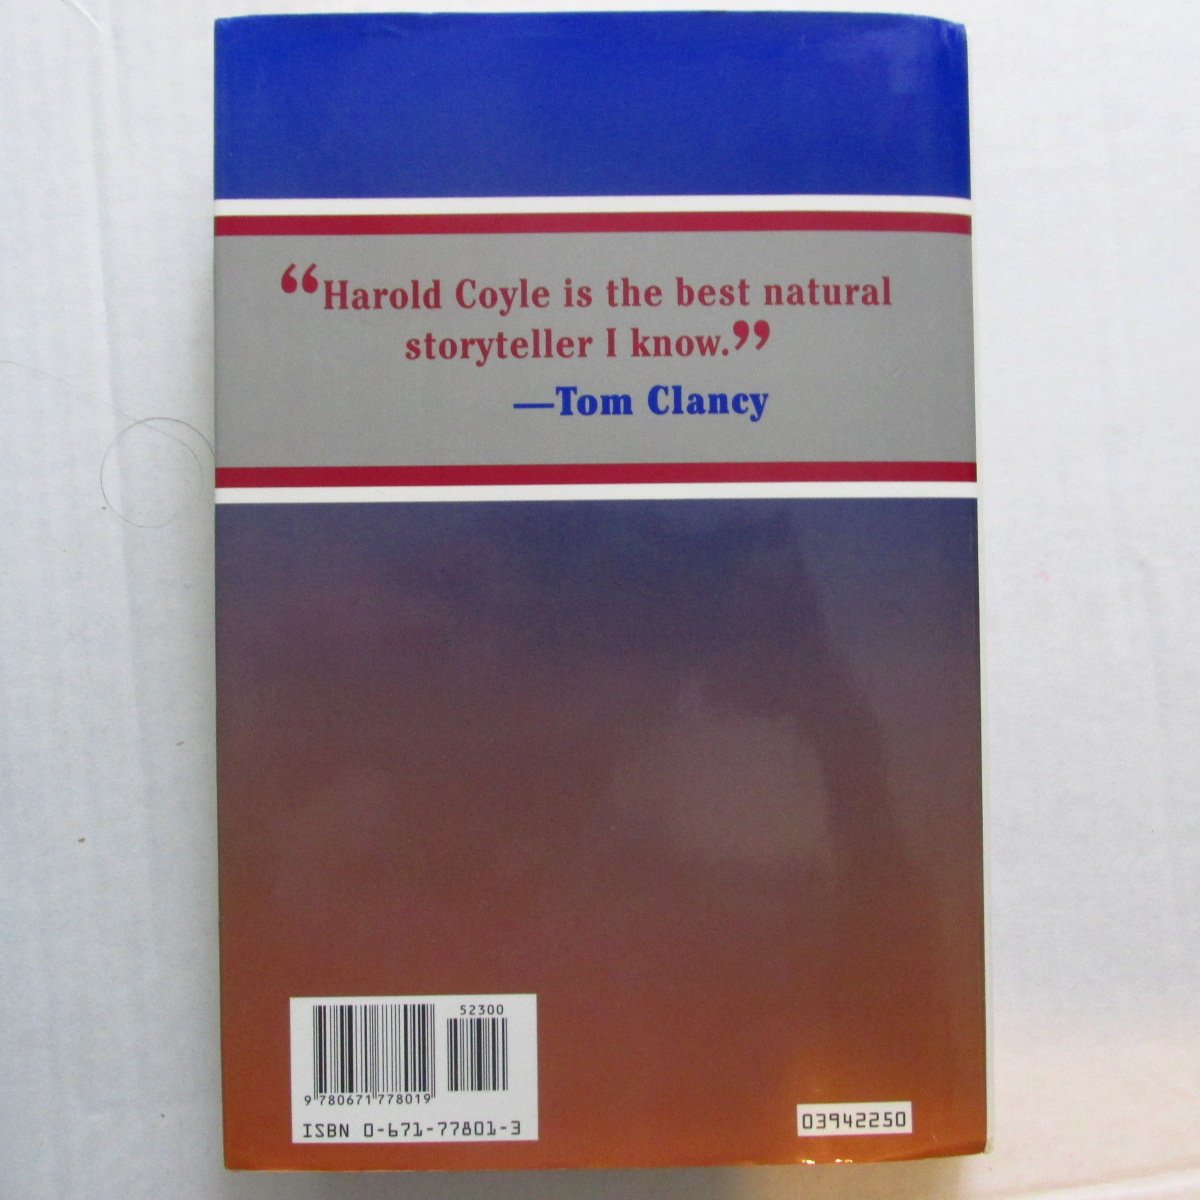 “Harold Coyle is the best natural
storyteller I know.”
—Tom Clancy
52300
9 780671 778019
ISBN 0-671-77801-3
03942250